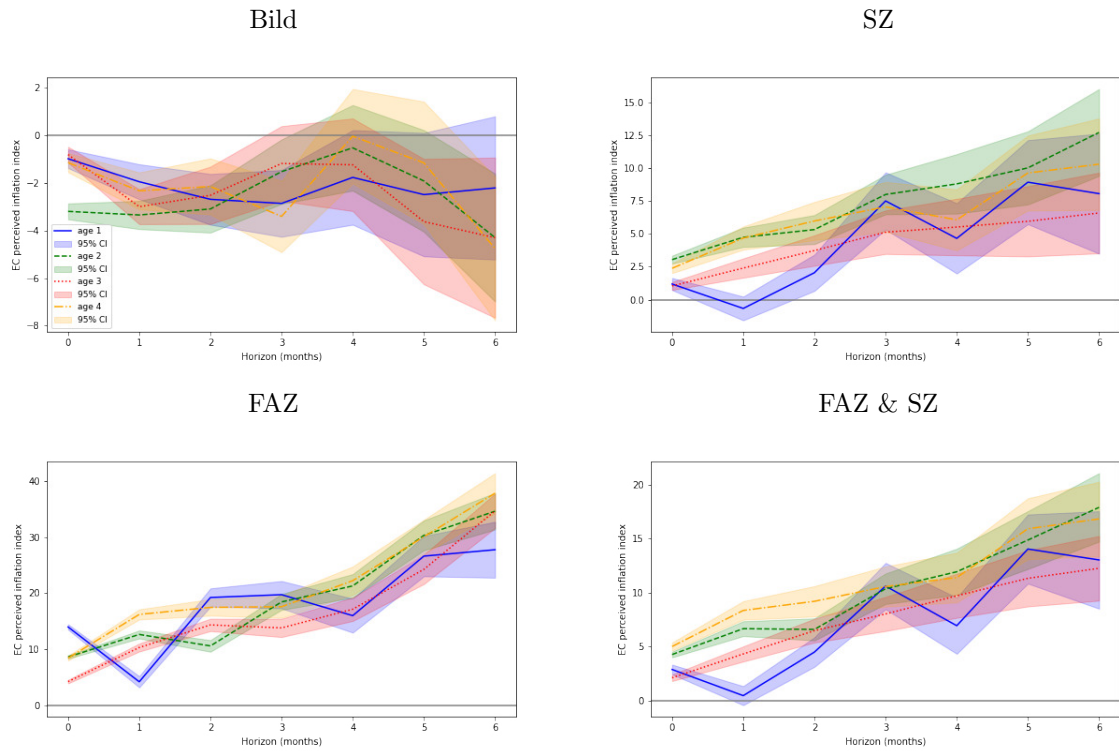 Bild
EC perceived inflation index
2
0
−2
−4
−6
−8
age 1
95% CI
age 2
95% CI
age 3
95% CI
age 4
95% CI
0 1 2 3 4 5 6
Horizon (months)
SZ
EC perceived inflation index
15.0
12.5
10.0
7.5
5.0
2.5
0.0
0 1 2 3 4 5 6
Horizon (months)
FAZ
EC perceived inflation index
40
30
20
10
0
0 1 2 3 4 5 6
Horizon (months)
FAZ & SZ
EC perceived inflation index
20
15
10
5
0
0 1 2 3 4 5 6
Horizon (months)